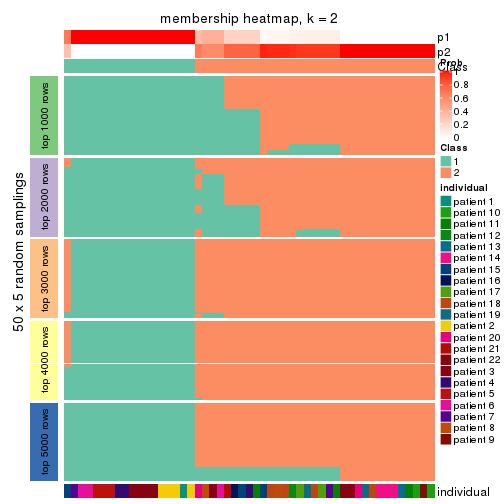 membership heatmap, k = 2
p1
p2
Class
50 x 5 random samplings
top 1000 rows
top 2000 rows
top 3000 rows
top 4000 rows
top 5000 rows
individual
Prob
1
0.8
0.6
0.4
0.2
0
Class
1
2
individual
patient 1
patient 10
patient 11
patient 12
patient 13
patient 14
patient 15
patient 16
patient 17
patient 18
patient 19
patient 2
patient 20
patient 21
patient 22
patient 3
patient 4
patient 5
patient 6
patient 7
patient 8
patient 9